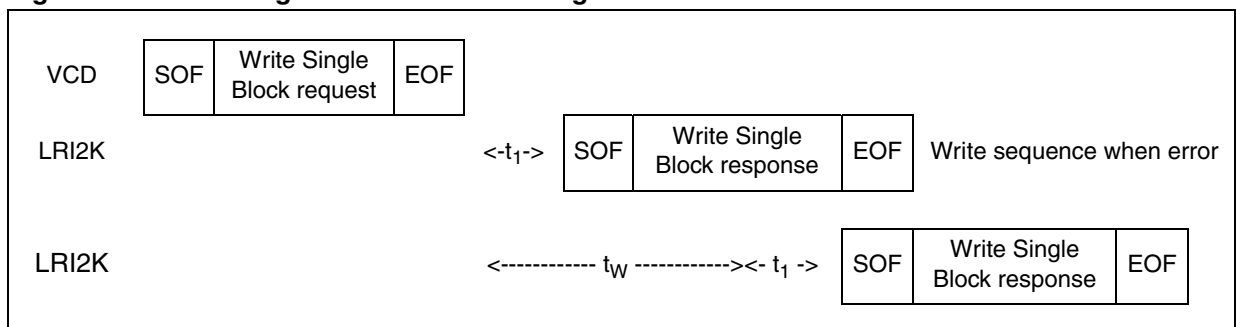 VCD SOF Write Single Block request EOF
LRI2K <-t1-> SOF Write Single Block response EOF Write sequence when error
LRI2K <------------ tW ------------><- t1 -> SOF Write Single Block response EOF